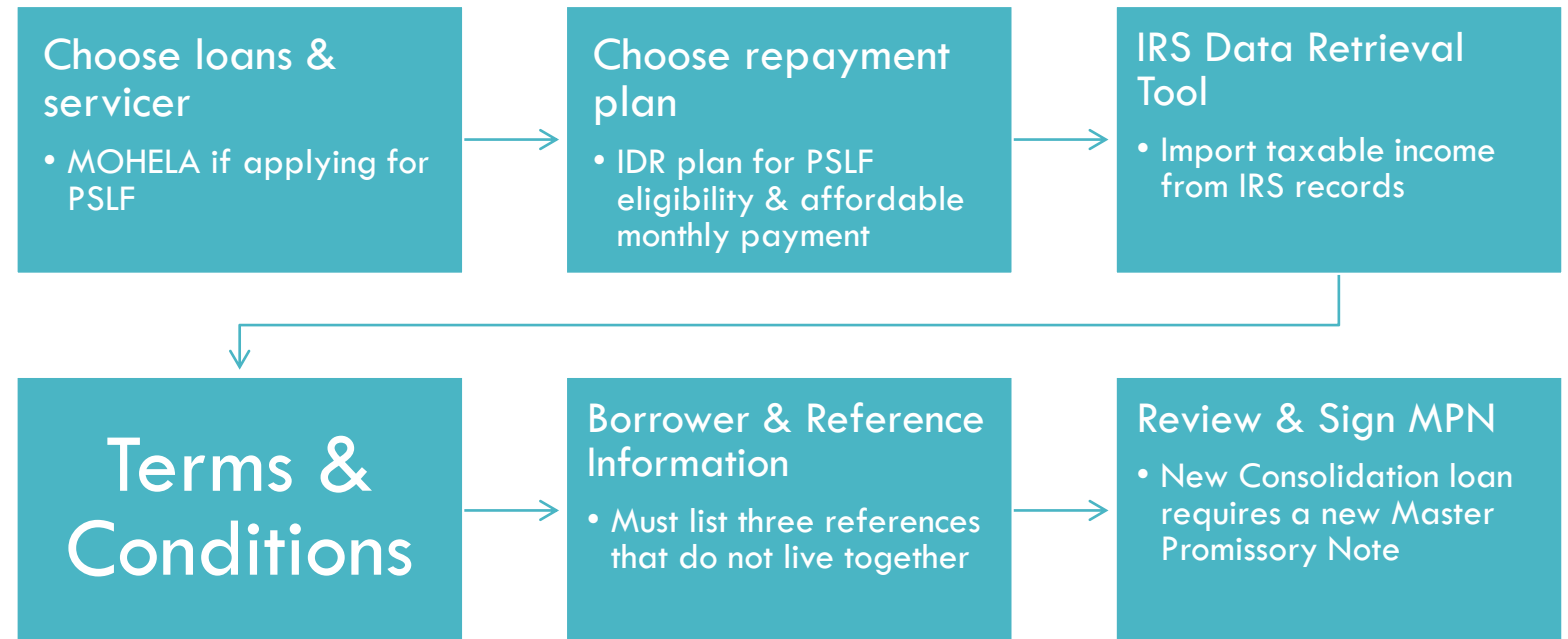 Choose loans &
servicer
• MOHELA if applying for
PSLF
Choose repayment
plan
• IDR plan for PSLF
eligibility & affordable
monthly payment
IRS Data Retrieval
Tool
• Import taxable income
from IRS records
Terms &
Conditions
Borrower & Reference
Information
• Must list three references
that do not live together
Review & Sign MPN
• New Consolidation loan
requires a new Master
Promissory Note